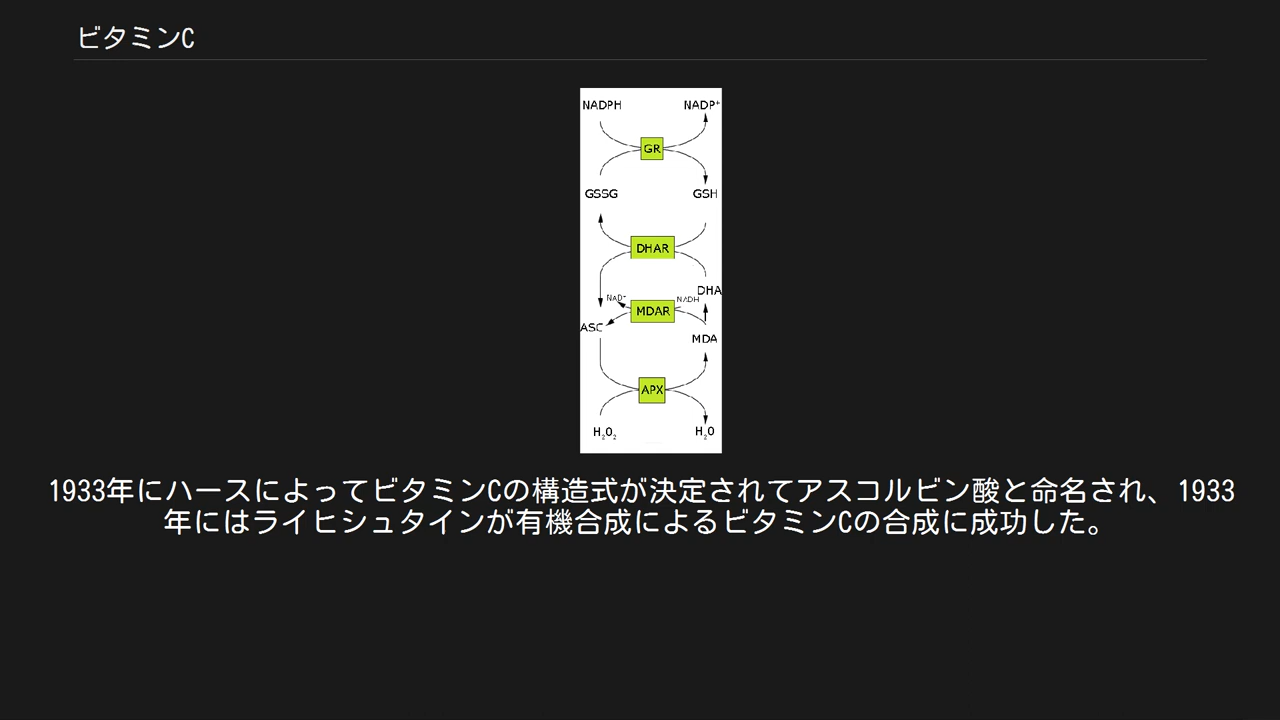 ビタミンC
NADPH NADP⁺
GR
GSSG GSH
DHAR
DHA
NAD⁺ NADH
MDAR
ASC
MDA
APX
H₂O₂ H₂O
1933年にハースによってビタミンCの構造式が決定されてアスコルビン酸と命名され、1933
年にはライヒシュタインが有機合成によるビタミンCの合成に成功した。